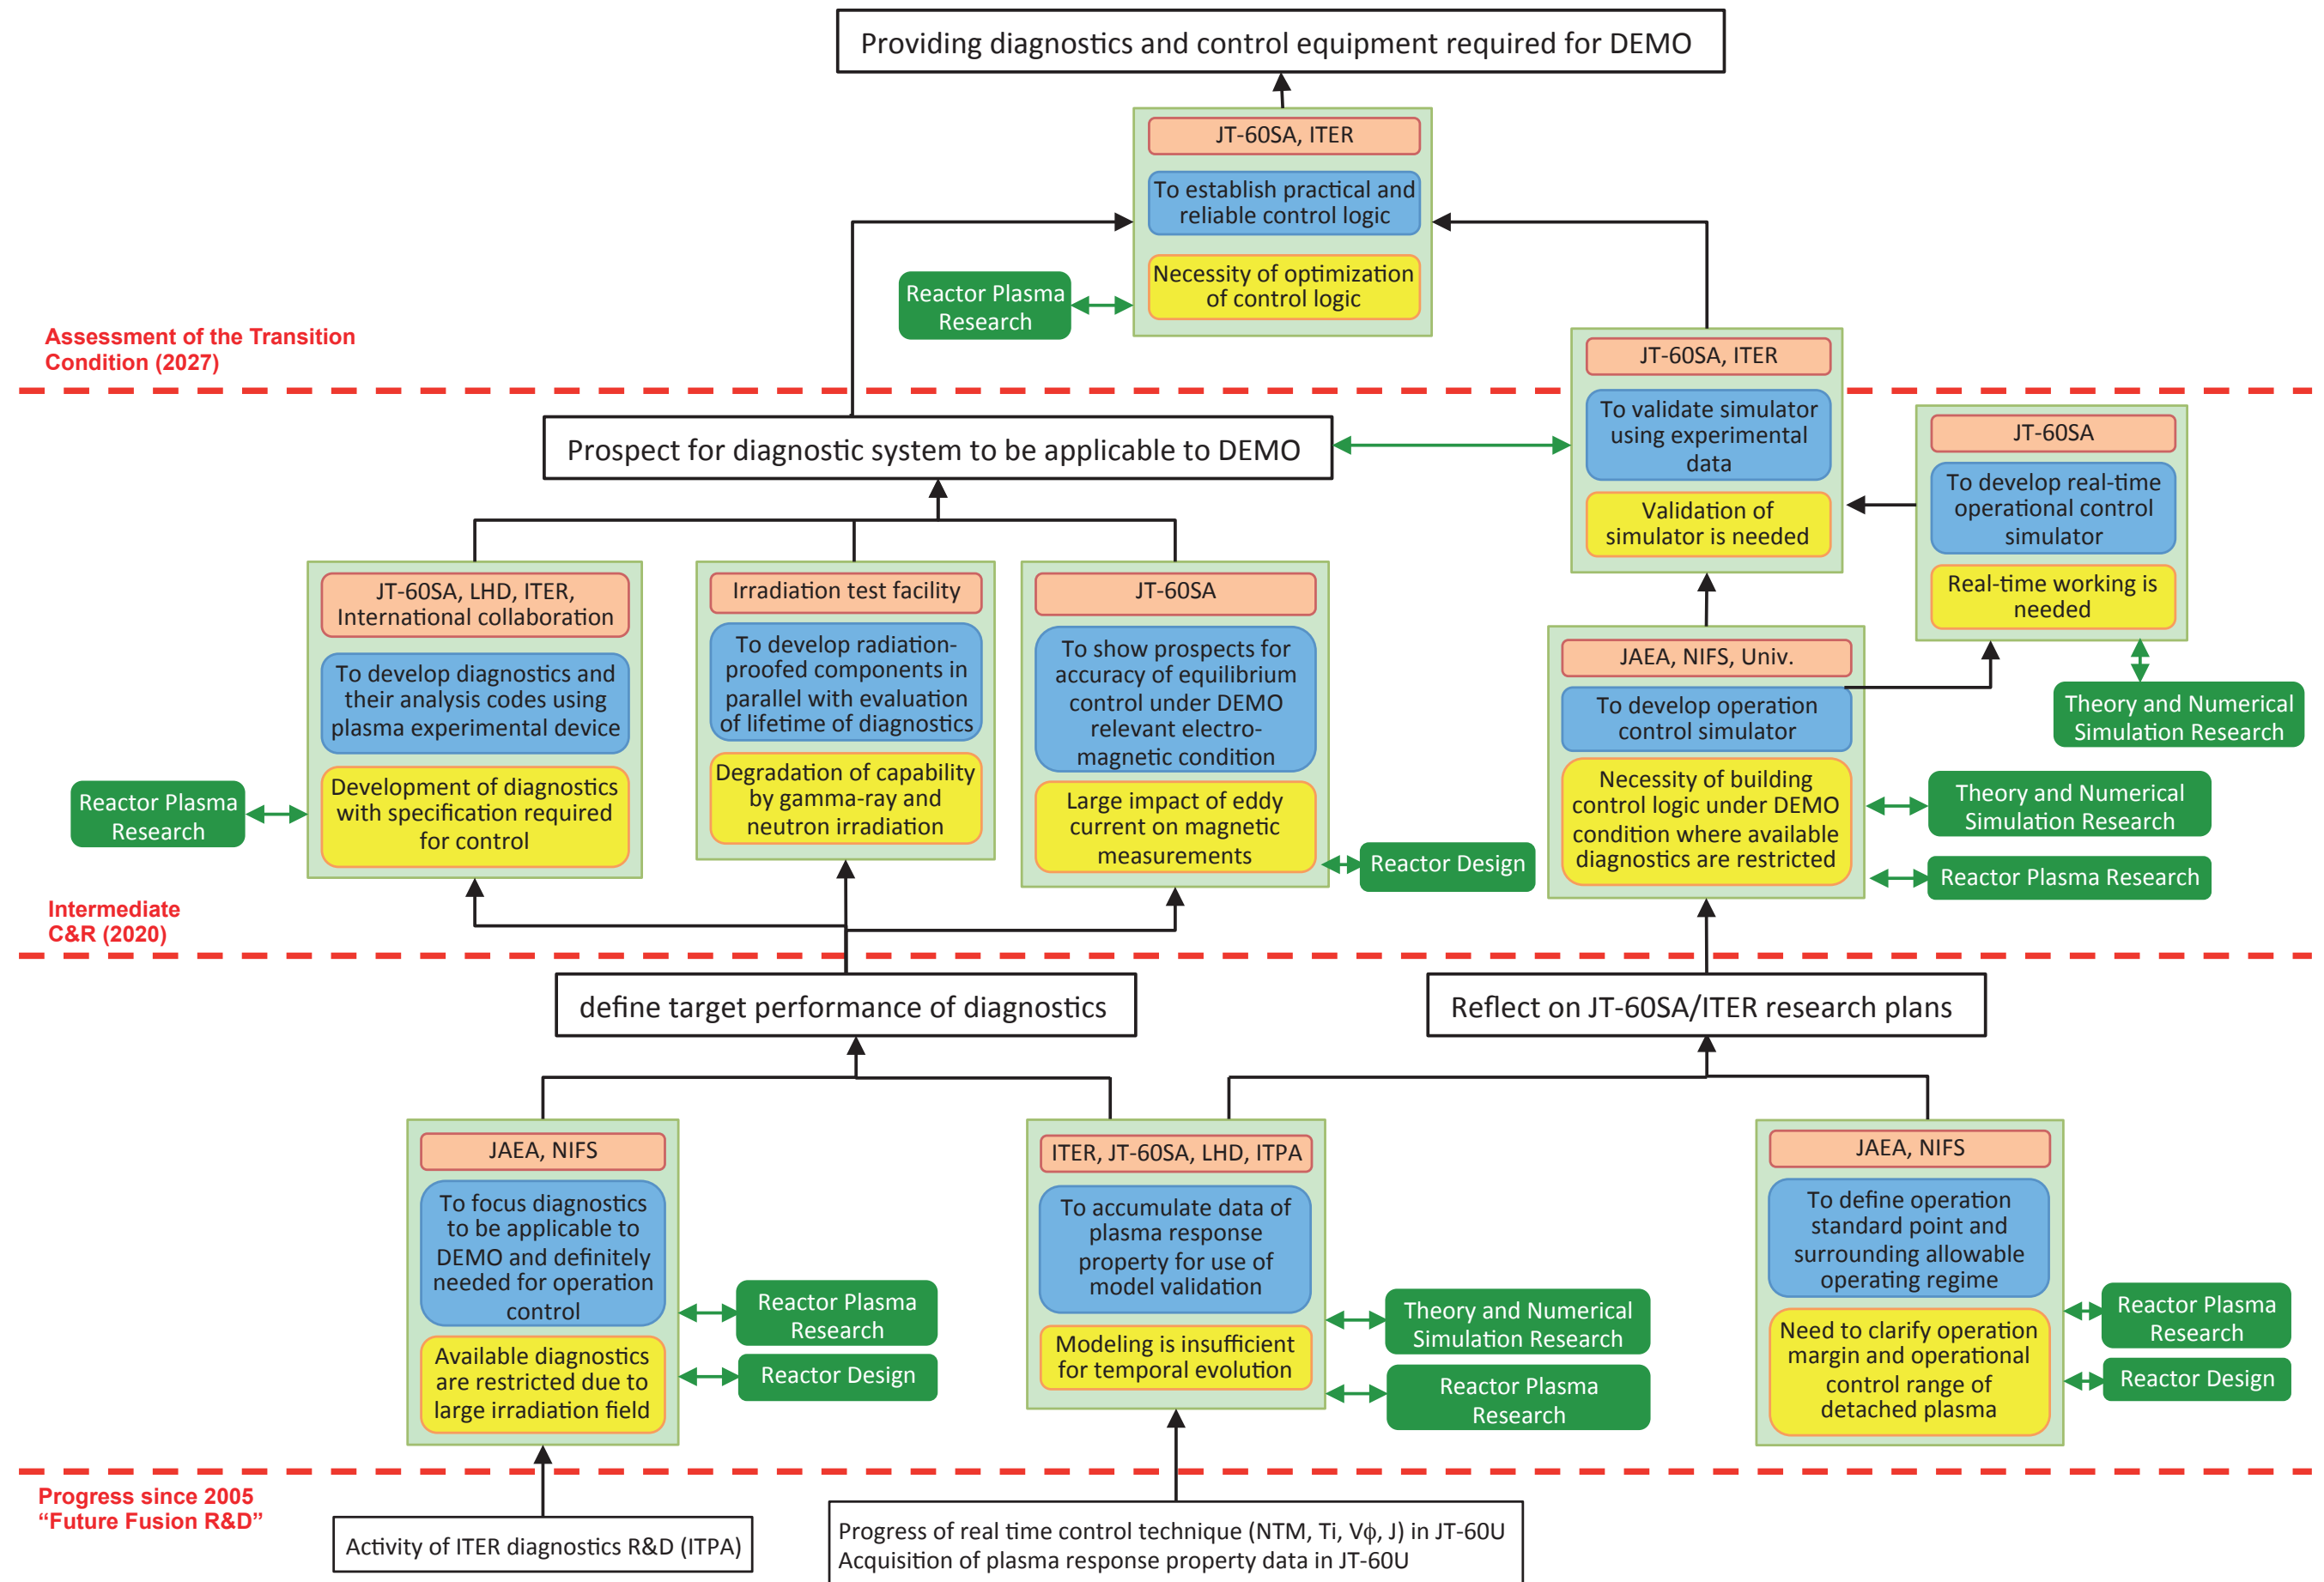 Providing diagnostics and control equipment required for DEMO
JT-60SA, ITER
To establish practical and
reliable control logic
Necessity of optimization
of control logic
Reactor Plasma
Research
Assessment of the Transition
Condition (2027)
JT-60SA, ITER
To validate simulator
using experimental
data
Validation of
simulator is needed
JT-60SA
To develop real-time
operational control
simulator
Real-time working is
needed
Theory and Numerical
Simulation Research
Prospect for diagnostic system to be applicable to DEMO
JT-60SA, LHD, ITER,
International collaboration
To develop diagnostics and
their analysis codes using
plasma experimental device
Development of diagnostics
with specification required
for control
Reactor Plasma
Research
Irradiation test facility
To develop radiation-
proofed components in
parallel with evaluation
of lifetime of diagnostics
Degradation of capability
by gamma-ray and
neutron irradiation
JT-60SA
To show prospects for
accuracy of equilibrium
control under DEMO
relevant electro-
magnetic condition
Large impact of eddy
current on magnetic
measurements
Reactor Design
JAEA, NIFS, Univ.
To develop operation
control simulator
Necessity of building
control logic under DEMO
condition where available
diagnostics are restricted
Theory and Numerical
Simulation Research
Reactor Plasma Research
Intermediate
C&R (2020)
define target performance of diagnostics
Reflect on JT-60SA/ITER research plans
JAEA, NIFS
To focus diagnostics
to be applicable to
DEMO and definitely
needed for operation
control
Available diagnostics
are restricted due to
large irradiation field
Reactor Plasma
Research
Reactor Design
ITER, JT-60SA, LHD, ITPA
To accumulate data of
plasma response
property for use of
model validation
Modeling is insufficient
for temporal evolution
Theory and Numerical
Simulation Research
Reactor Plasma
Research
JAEA, NIFS
To define operation
standard point and
surrounding allowable
operating regime
Need to clarify operation
margin and operational
control range of
detached plasma
Reactor Plasma
Research
Reactor Design
Progress since 2005
“Future Fusion R&D”
Activity of ITER diagnostics R&D (ITPA)
Progress of real time control technique (NTM, Ti, Vϕ, J) in JT-60U
Acquisition of plasma response property data in JT-60U